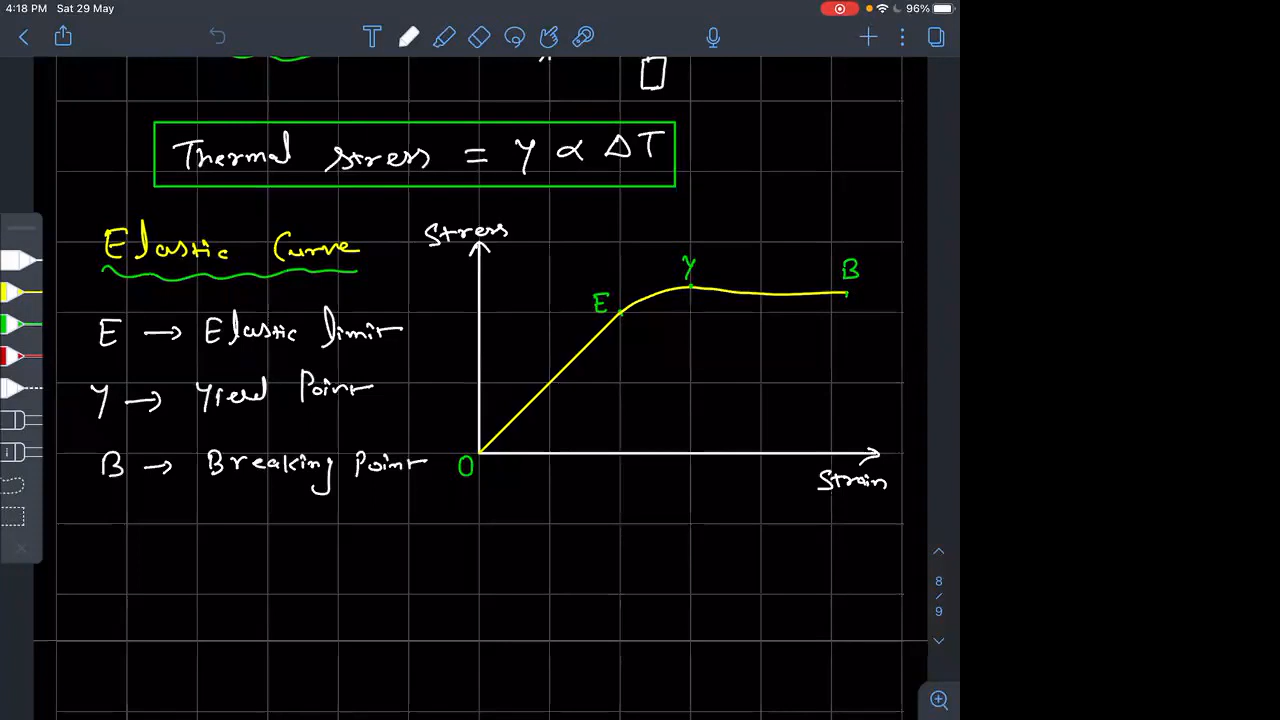 4:18 PM Sat 29 May
96%
T
Thermal stress = Y α ΔT
Elastic Curve
Stress
Y
B
E
E → Elastic limit
Y → Yield Point
B → Breaking Point
O
Strain
8
/
9